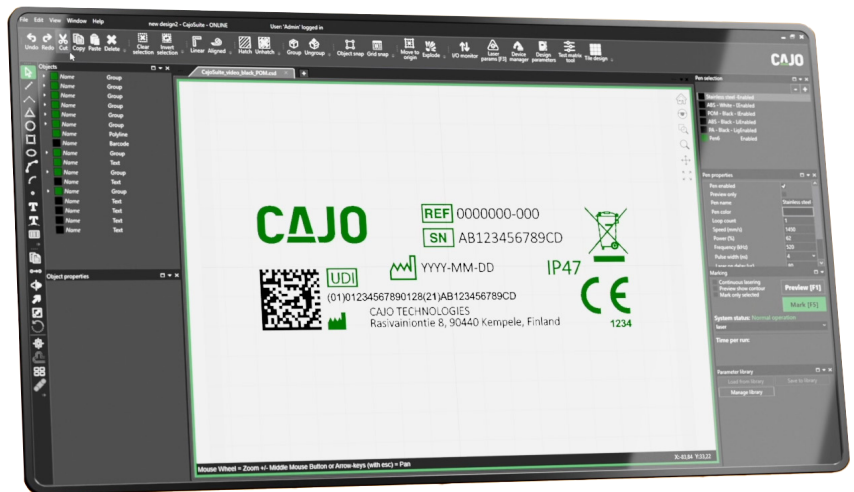 File Edit View Window Help
new design2 - CajoSuite - ONLINE
User: 'Admin' logged in
Undo Redo Cut Copy Paste Delete
Clear selection
Invert selection
Linear Aligned
Hatch Unhatch
Group Ungroup
Object snap Grid snap
Move to origin
Explode
I/O monitor
Laser params.[F5]
Device manager
Design parameters
Test matrix tool
Tile design
CAJO
Objects
CajoSuite_video_black_POM.ssd
Name Group
Name Group
Name Group
Name Group
Name Group
Name Group
Name Polyline
Name Barcode
Name Group
Name Text
Name Group
Name Text
Name Group
Name Text
Name Text
Name Text
Name Text
Object properties
CAJO
REF 0000000-000
SN AB123456789CD
UDI
YYYY-MM-DD
IP47
(01)01234567890128(21)AB123456789CD
CAJO TECHNOLOGIES
Rasivainiontie 8, 90440 Kempele, Finland
CE
1234
Mouse Wheel = Zoom +/- Middle Mouse Button or Arrow-keys (with esc) = Pan
X:-83,84 Y:33,22
Pen selection
Stainless steel Enabled
ABS - White - Enabled
POM - Black - Enabled
ABS - Black - Enabled
PA - Black - Lig Enabled
Pen6 Enabled
Pen properties
Pen enabled
Preview only
Pen name Stainless steel
Pen color
Loop count 1
Speed (mm/s) 1450
Power (%) 62
Frequency (kHz) 520
Pulse width (ns) 4
Marking
Continuous lasering
Preview show contour
Mark only selected
Preview [F1]
Mark [F5]
System status: Normal operation
laser
Time per run:
Parameter library
Load from library Save to library
Manage library